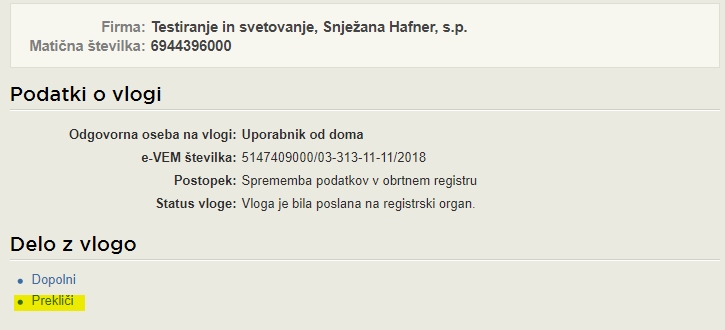 Firma: Testiranje in svetovanje, Snježana Hafner, s.p.
Matična številka: 6944396000
Podatki o vlogi
Odgovorna oseba na vlogi: Uporabnik od doma
e-VEM številka: 5147409000/03-313-11-11/2018
Postopek: Sprememba podatkov v obrtnem registru
Status vloge: Vloga je bila poslana na registrski organ.
Delo z vlogo
• Dopolni
• Prekliči